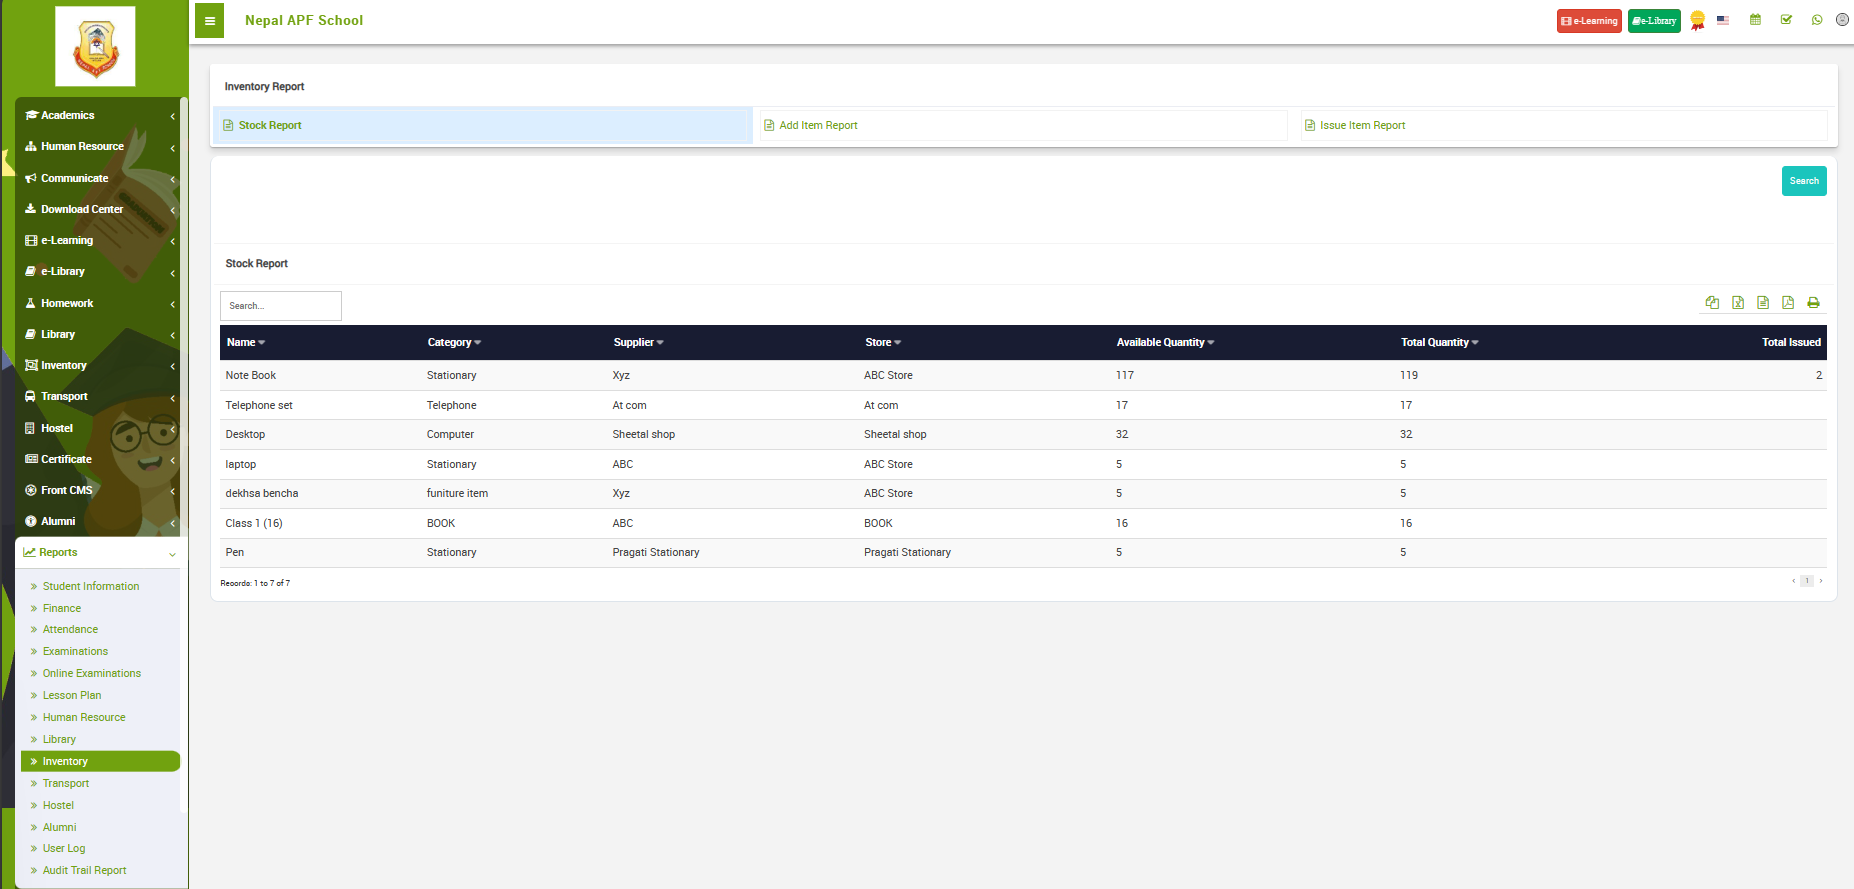 Nepal APF School
e-Learning
e-Library
Academics
Human Resource
Communicate
Download Center
e-Learning
e-Library
Homework
Library
Inventory
Transport
Hostel
Certificate
Front CMS
Alumni
Reports
Student Information
Finance
Attendance
Examinations
Online Examinations
Lesson Plan
Human Resource
Library
Inventory
Transport
Hostel
Alumni
User Log
Audit Trail Report
Inventory Report
Stock Report Add Item Report Issue Item Report
Search
Stock Report
Search...
Name Category Supplier Store Available Quantity Total Quantity Total Issued
Note Book Stationary Xyz ABC Store 117 119 2
Telephone set Telephone At com At com 17 17
Desktop Computer Sheetal shop Sheetal shop 32 32
laptop Stationary ABC ABC Store 5 5
dekhsa bencha funiture item Xyz ABC Store 5 5
Class 1 (16) BOOK ABC BOOK 16 16
Pen Stationary Pragati Stationary Pragati Stationary 5 5
Records: 1 to 7 of 7
1